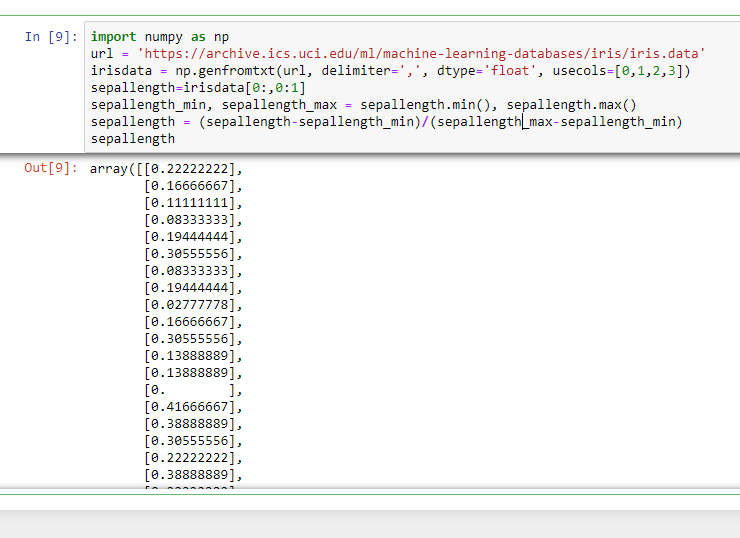 In [9]: import numpy as np
url = 'https://archive.ics.uci.edu/ml/machine-learning-databases/iris/iris.data'
irisdata = np.genfromtxt(url, delimiter=',', dtype='float', usecols=[0,1,2,3])
sepallength=irisdata[0:,0:1]
sepallength_min, sepallength_max = sepallength.min(), sepallength.max()
sepallength = (sepallength-sepallength_min)/(sepallength_max-sepallength_min)
sepallength
Out[9]: array([[0.22222222],
[0.16666667],
[0.11111111],
[0.08333333],
[0.19444444],
[0.30555556],
[0.08333333],
[0.19444444],
[0.02777778],
[0.16666667],
[0.30555556],
[0.13888889],
[0.13888889],
[0.        ],
[0.41666667],
[0.38888889],
[0.30555556],
[0.22222222],
[0.38888889],